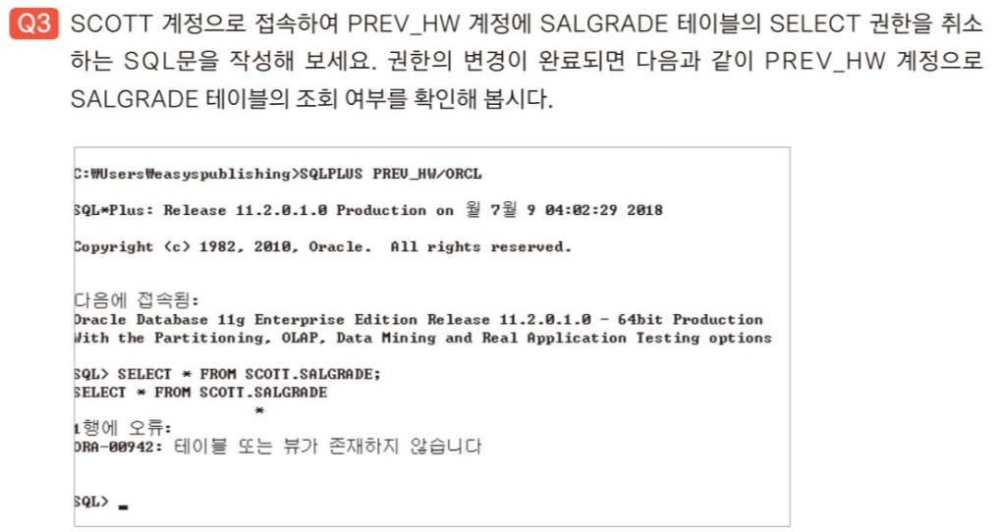 Q3 SCOTT 계정으로 접속하여 PREV_HW 계정에 SALGRADE 테이블의 SELECT 권한을 취소
하는 SQL문을 작성해 보세요. 권한의 변경이 완료되면 다음과 같이 PREV_HW 계정으로
SALGRADE 테이블의 조회 여부를 확인해 봅시다.
C:₩Users₩easyspublishing>SQLPLUS PREV_HW/ORCL
SQL*Plus: Release 11.2.0.1.0 Production on 월 7월 9 04:02:29 2018
Copyright (c) 1982, 2010, Oracle. All rights reserved.
다음에 접속됨:
Oracle Database 11g Enterprise Edition Release 11.2.0.1.0 - 64bit Production
With the Partitioning, OLAP, Data Mining and Real Application Testing options
SQL> SELECT * FROM SCOTT.SALGRADE;
SELECT * FROM SCOTT.SALGRADE
*
1행에 오류:
ORA-00942: 테이블 또는 뷰가 존재하지 않습니다
SQL> _